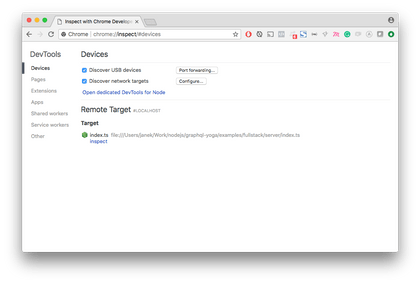 Inspect with Chrome Develop
Chrome chrome://inspect/#devices
DevTools
Devices
Pages
Extensions
Apps
Shared workers
Service workers
Other
Devices
Discover USB devices Port forwarding...
Discover network targets Configure...
Open dedicated DevTools for Node
Remote Target #LOCALHOST
Target
index.ts file:///Users/janek/Work/nodejs/graphql-yoga/examples/fullstack/server/index.ts
inspect